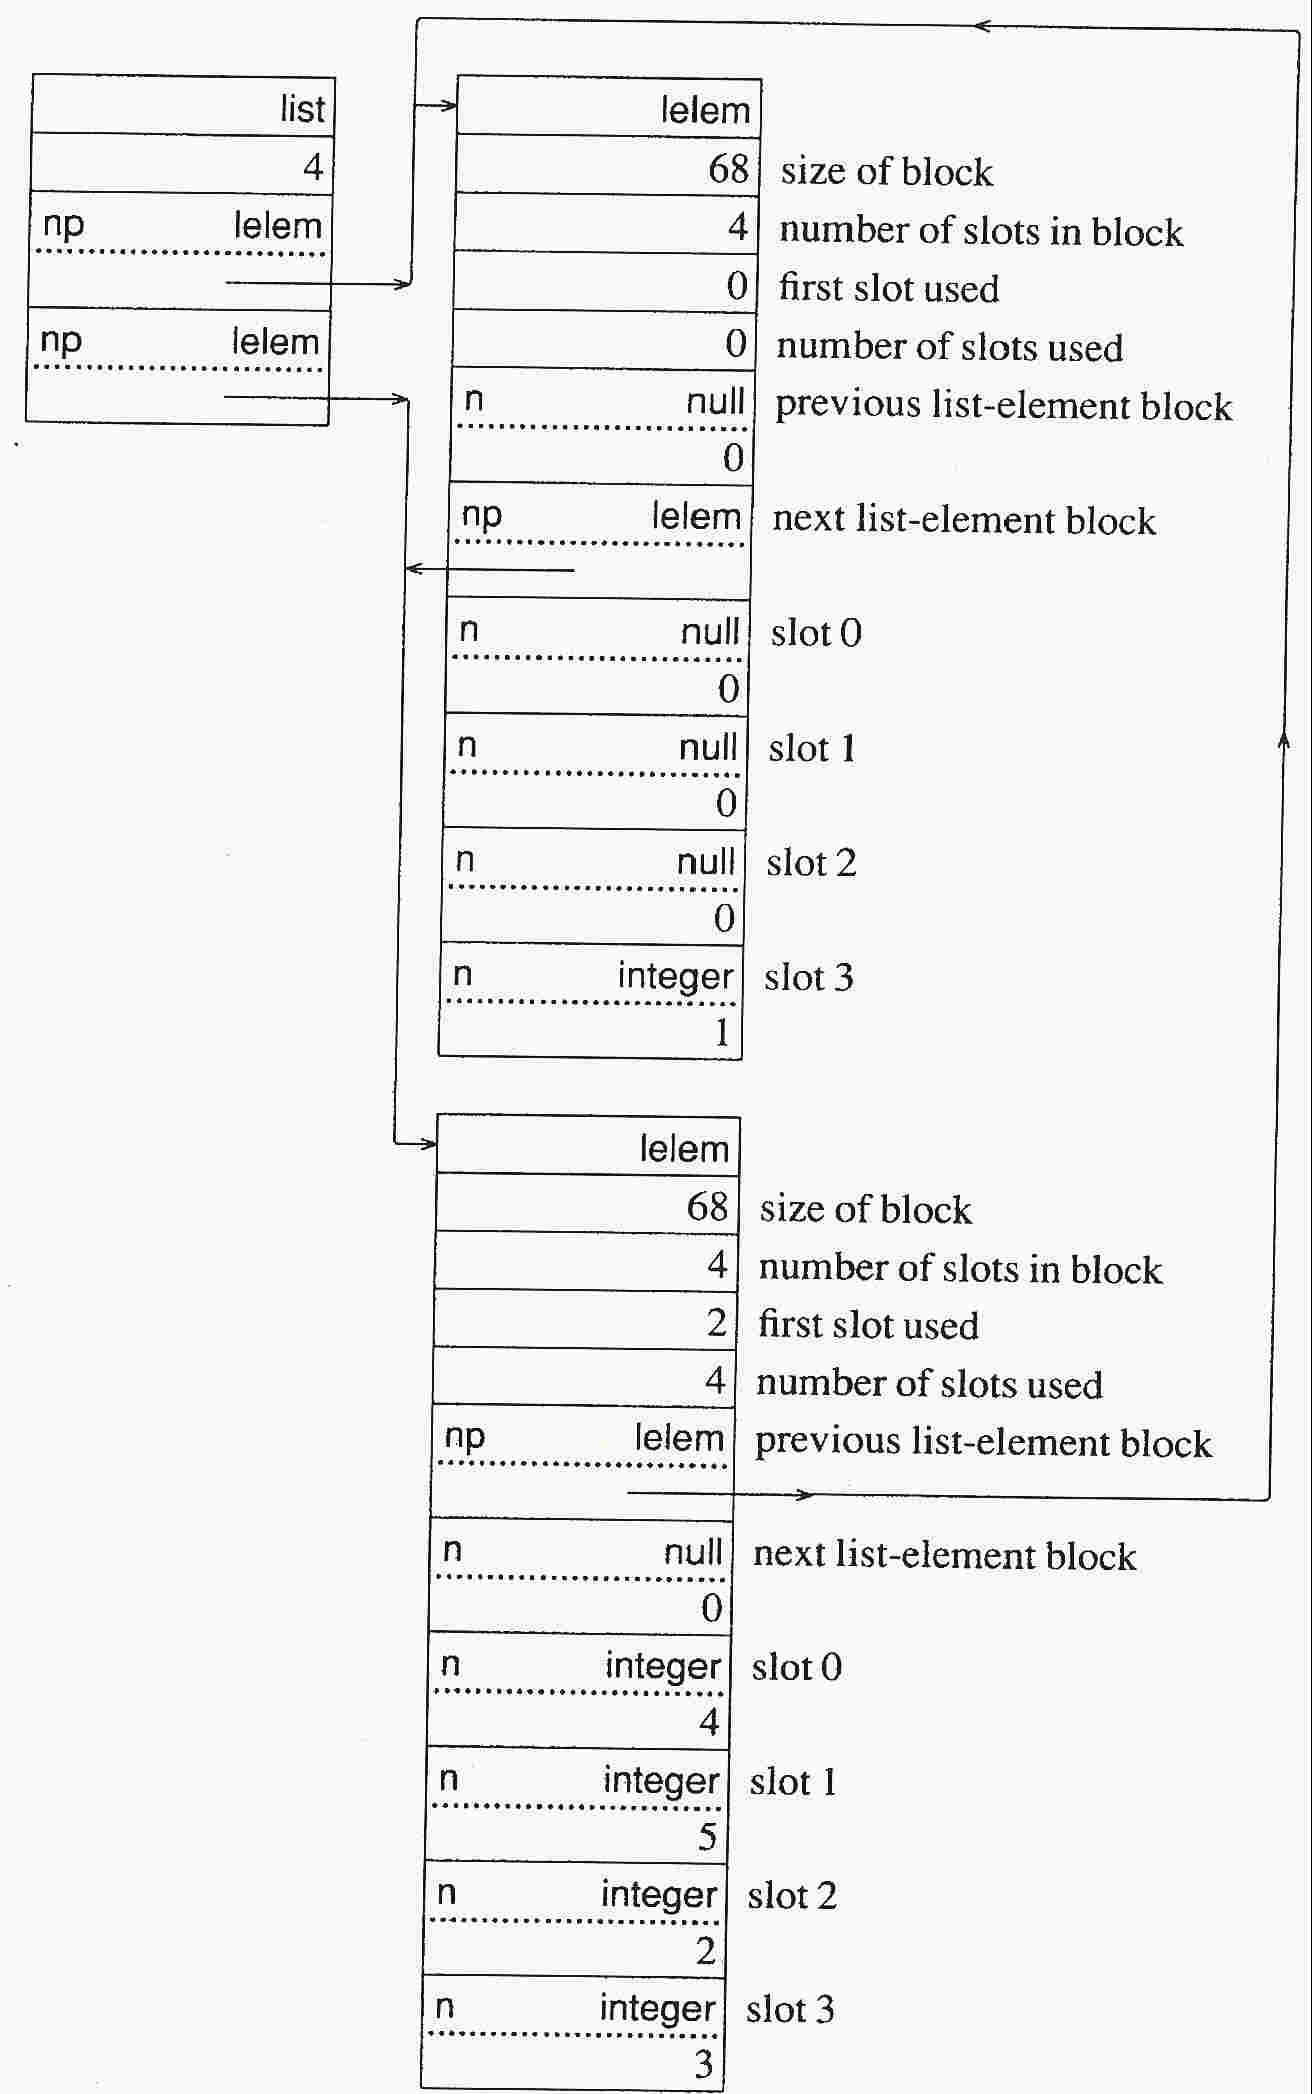 list
4
np lelem
np lelem
lelem
68 size of block
4 number of slots in block
0 first slot used
0 number of slots used
n null previous list-element block
0
np lelem next list-element block
n null slot 0
0
n null slot 1
0
n null slot 2
0
n integer slot 3
1
lelem
68 size of block
4 number of slots in block
2 first slot used
4 number of slots used
np lelem previous list-element block
n null next list-element block
0
n integer slot 0
4
n integer slot 1
5
n integer slot 2
2
n integer slot 3
3